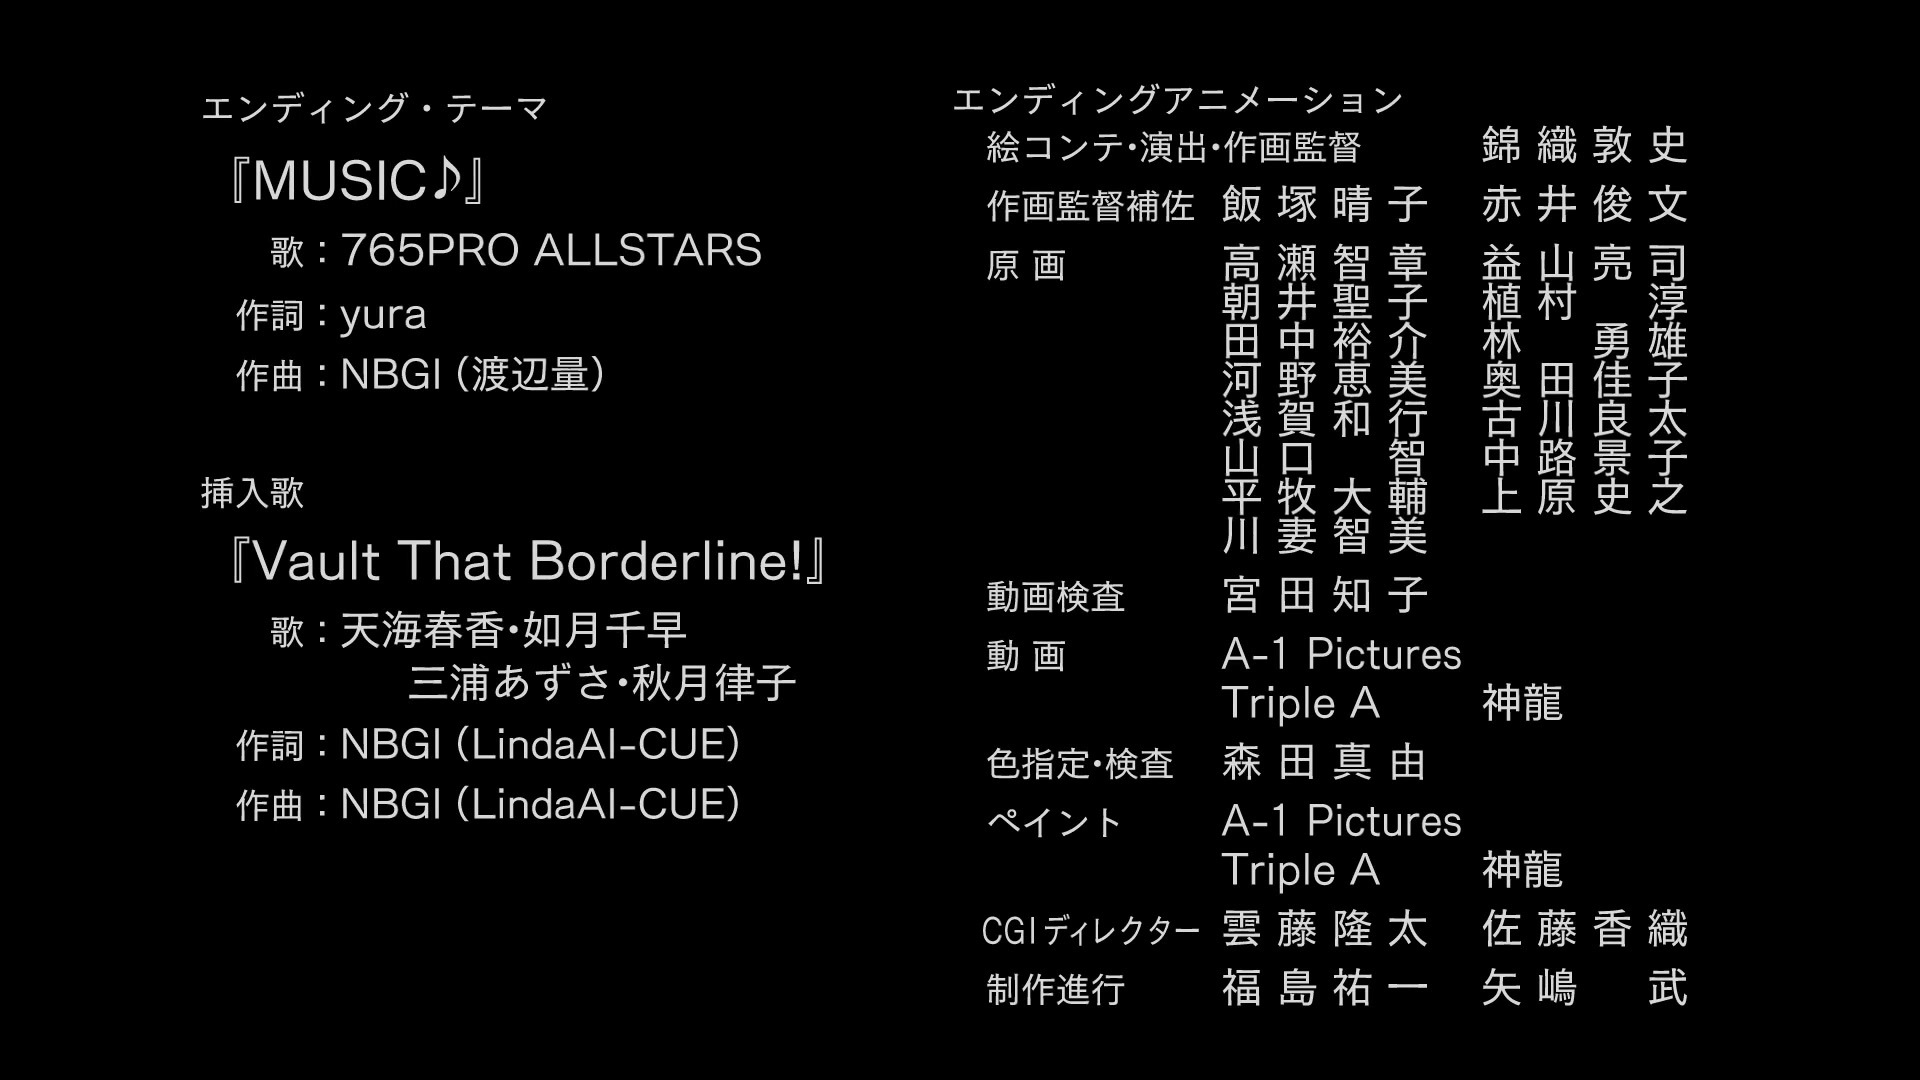 エンディング・テーマ
『MUSIC♪』
歌：765PRO ALLSTARS
作詞：yura
作曲：NBGI（渡辺量）
挿入歌
『Vault That Borderline!』
歌：天海春香・如月千早
三浦あずさ・秋月律子
作詞：NBGI（LindaAI-CUE）
作曲：NBGI（LindaAI-CUE）
エンディングアニメーション
絵コンテ・演出・作画監督 錦織敦史
作画監督補佐 飯塚晴子 赤井俊文
原画 高瀬智章 益山亮司
朝井聖子 植村 淳
田中裕介 林 勇雄
河野恵美 奥田佳子
浅賀和行 古川良太
山口 智 中路景子
平牧大輔 上原史之
川妻智美
動画検査 宮田知子
動画 A-1 Pictures
Triple A 神龍
色指定・検査 森田真由
ペイント A-1 Pictures
Triple A 神龍
CGIディレクター 雲藤隆太 佐藤香織
制作進行 福島祐一 矢嶋 武